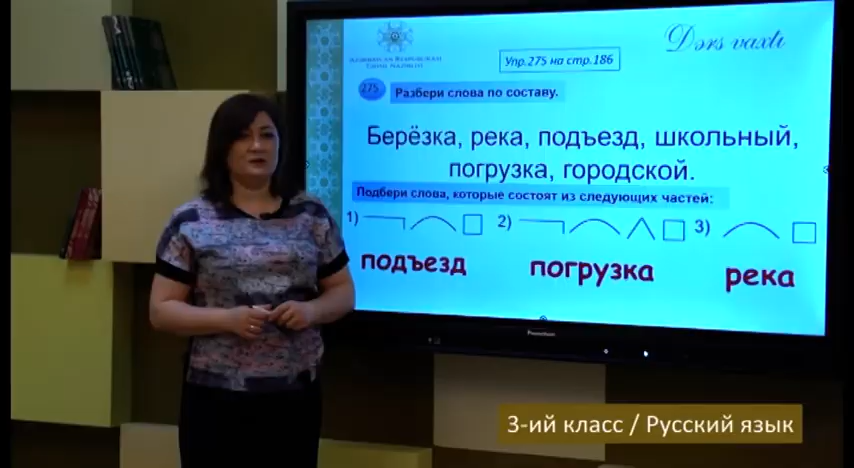 Dərs vaxtı
Упр.275 на стр.186
275 Разбери слова по составу.
Берёзка, река, подъезд, школьный,
погрузка, городской.
Подбери слова, которые состоят из следующих частей:
1) 2) 3)
подъезд погрузка река
3-ий класс / Русский язык